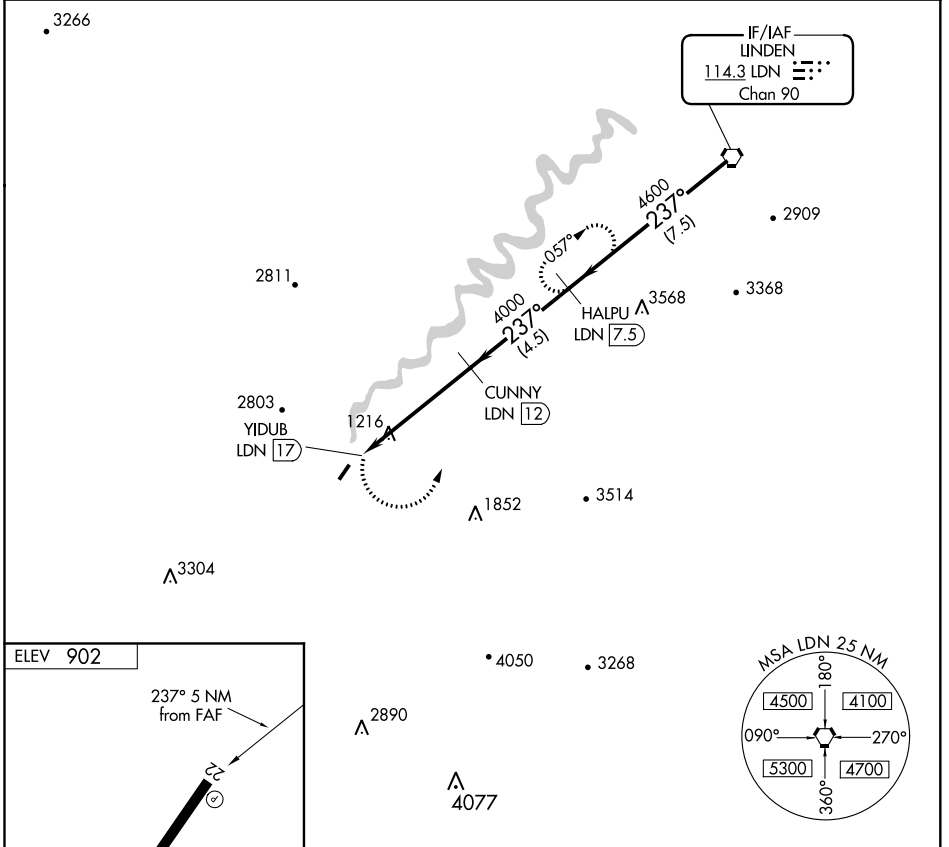 3266
IF/IAF
LINDEN
114.3 LDN
Chan 90
4600
237°
(7.5)
2909
057°
2811
3568
3368
HALPU
LDN 7.5
4000
237°
(4.5)
CUNNY
LDN 12
2803
1216
YIDUB
LDN 17
1852
3514
3304
ELEV 902
237° 5 NM
from FAF
22
4050
3268
2890
4077
MSA LDN 25 NM
180°
4500
4100
090°
270°
5300
4700
360°